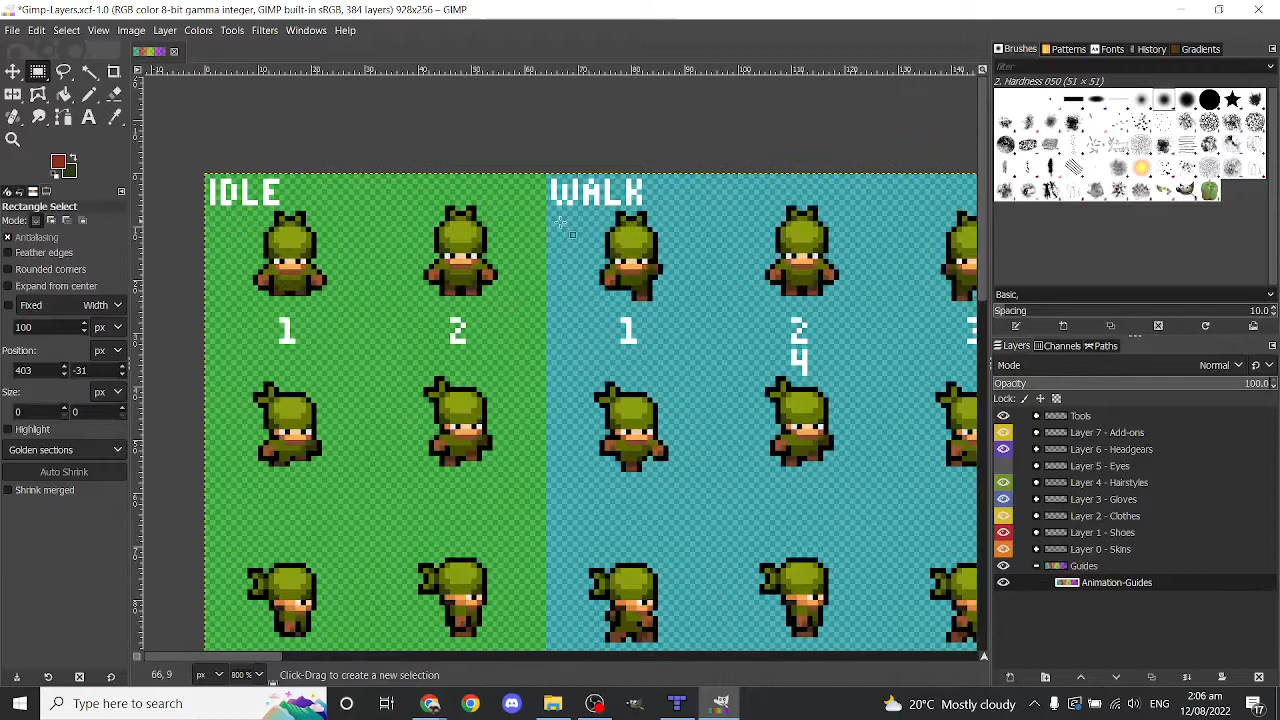 *Gimp-Layers.xcf-1.0 (RGB color 8-bit gamma integer, GIMP built-in sRGB, 384 layers) 928x256 – GIMP
File Edit Select View Image Layer Colors Tools Filters Windows Help
Brushes Patterns Fonts History Gradients
filter
2. Hardness 050 (51 × 51)
Rectangle Select
Mode:
Antialiasing
Feather edges
Rounded corners
Expand from center
Fixed Width
100 px
Position: px
403 -31
Size: px
0 0
Highlight
Golden sections
Auto Shrink
Shrink merged
IDLE WALK
1 2 1 2
4
Basic,
Spacing 10.0
Layers Channels Paths
Mode Normal
Opacity 100.0
Lock:
Tools
Layer 7 - Add-ons
Layer 6 - Headgears
Layer 5 - Eyes
Layer 4 - Hairstyles
Layer 3 - Gloves
Layer 2 - Clothes
Layer 1 - Shoes
Layer 0 - Skins
Guides
Animation-Guides
66, 9 px 800 % Click-Drag to create a new selection
Type here to search
20°C Mostly cloudy
2:06 am
12/08/2022